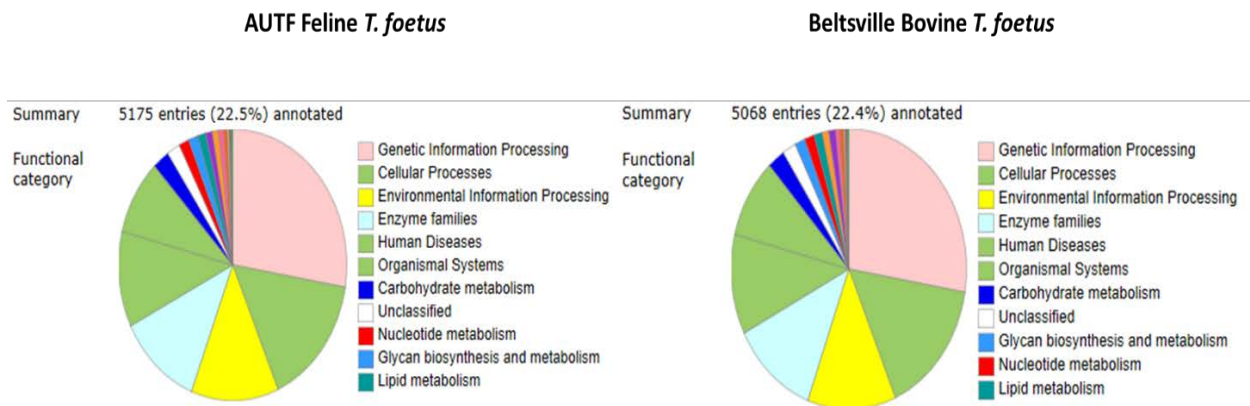 AUTF Feline T. foetus
Summary
5175 entries (22.5%) annotated
Functional
category
Genetic Information Processing
Cellular Processes
Environmental Information Processing
Enzyme families
Human Diseases
Organismal Systems
Carbohydrate metabolism
Unclassified
Nucleotide metabolism
Glycan biosynthesis and metabolism
Lipid metabolism
Beltsville Bovine T. foetus
Summary
5068 entries (22.4%) annotated
Functional
category
Genetic Information Processing
Cellular Processes
Environmental Information Processing
Enzyme families
Human Diseases
Organismal Systems
Carbohydrate metabolism
Unclassified
Glycan biosynthesis and metabolism
Nucleotide metabolism
Lipid metabolism